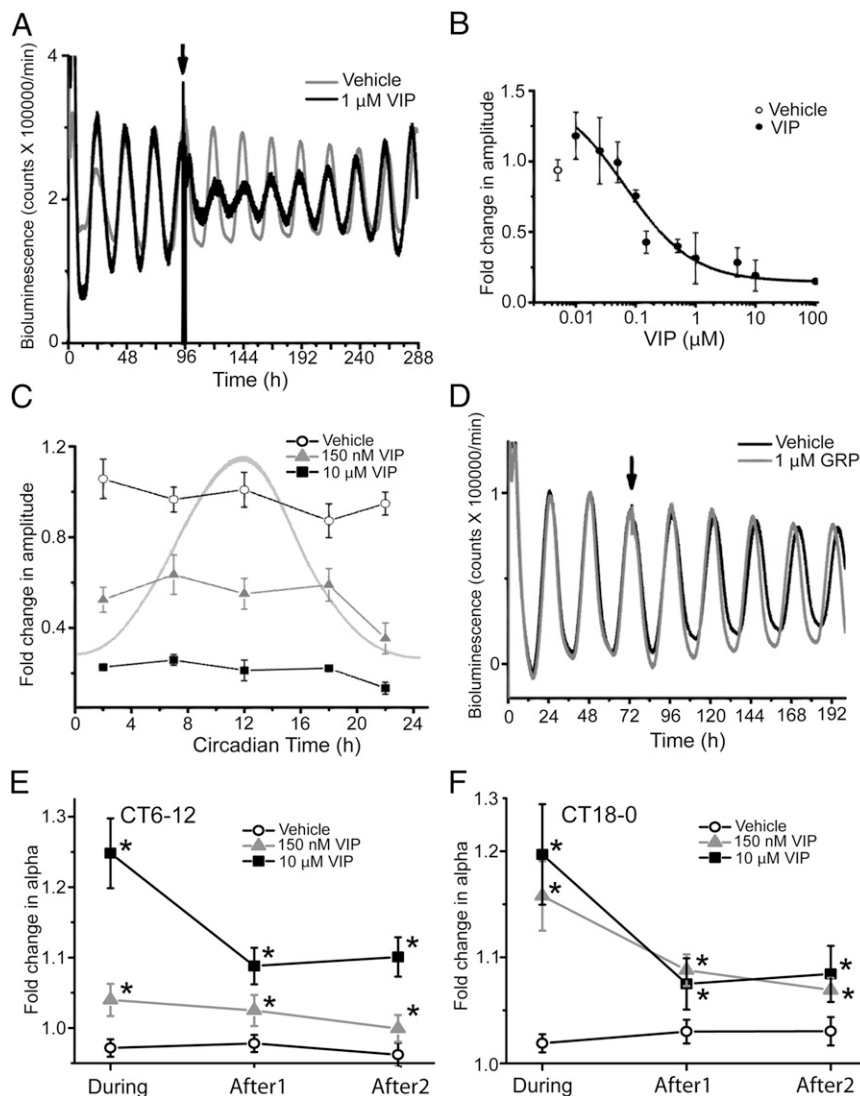 A
Bioluminescence (counts X 100000/min)
4
2
0
Vehicle
1 µM VIP
0 48 96 144 192 240 288
Time (h)
B
Fold change in amplitude
1.5
1.0
0.5
0.0
Vehicle
VIP
0.01 0.1 1 10 100
VIP (µM)
C
Fold change in amplitude
1.2
0.8
0.4
Vehicle
150 nM VIP
10 µM VIP
0 4 8 12 16 20 24
Circadian Time (h)
D
Bioluminescence (counts X 100000/min)
1
0
Vehicle
1 µM GRP
0 24 48 72 96 120 144 168 192
Time (h)
E
CT6-12
Fold change in alpha
1.3
1.2
1.1
1.0
Vehicle
150 nM VIP
10 µM VIP
* * *
* * *
During After1 After2
F
CT18-0
Fold change in alpha
1.3
1.2
1.1
1.0
Vehicle
150 nM VIP
10 µM VIP
* * *
* * *
During After1 After2